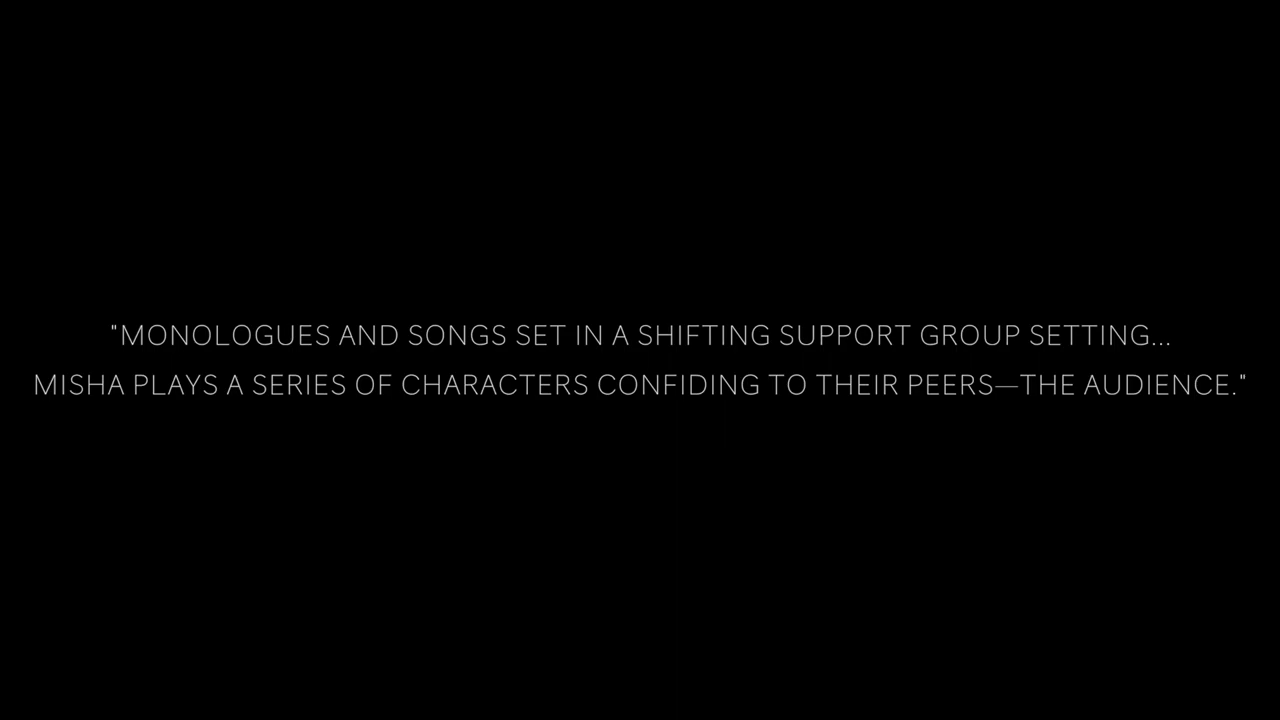 "MONOLOGUES AND SONGS SET IN A SHIFTING SUPPORT GROUP SETTING...
MISHA PLAYS A SERIES OF CHARACTERS CONFIDING TO THEIR PEERS—THE AUDIENCE."